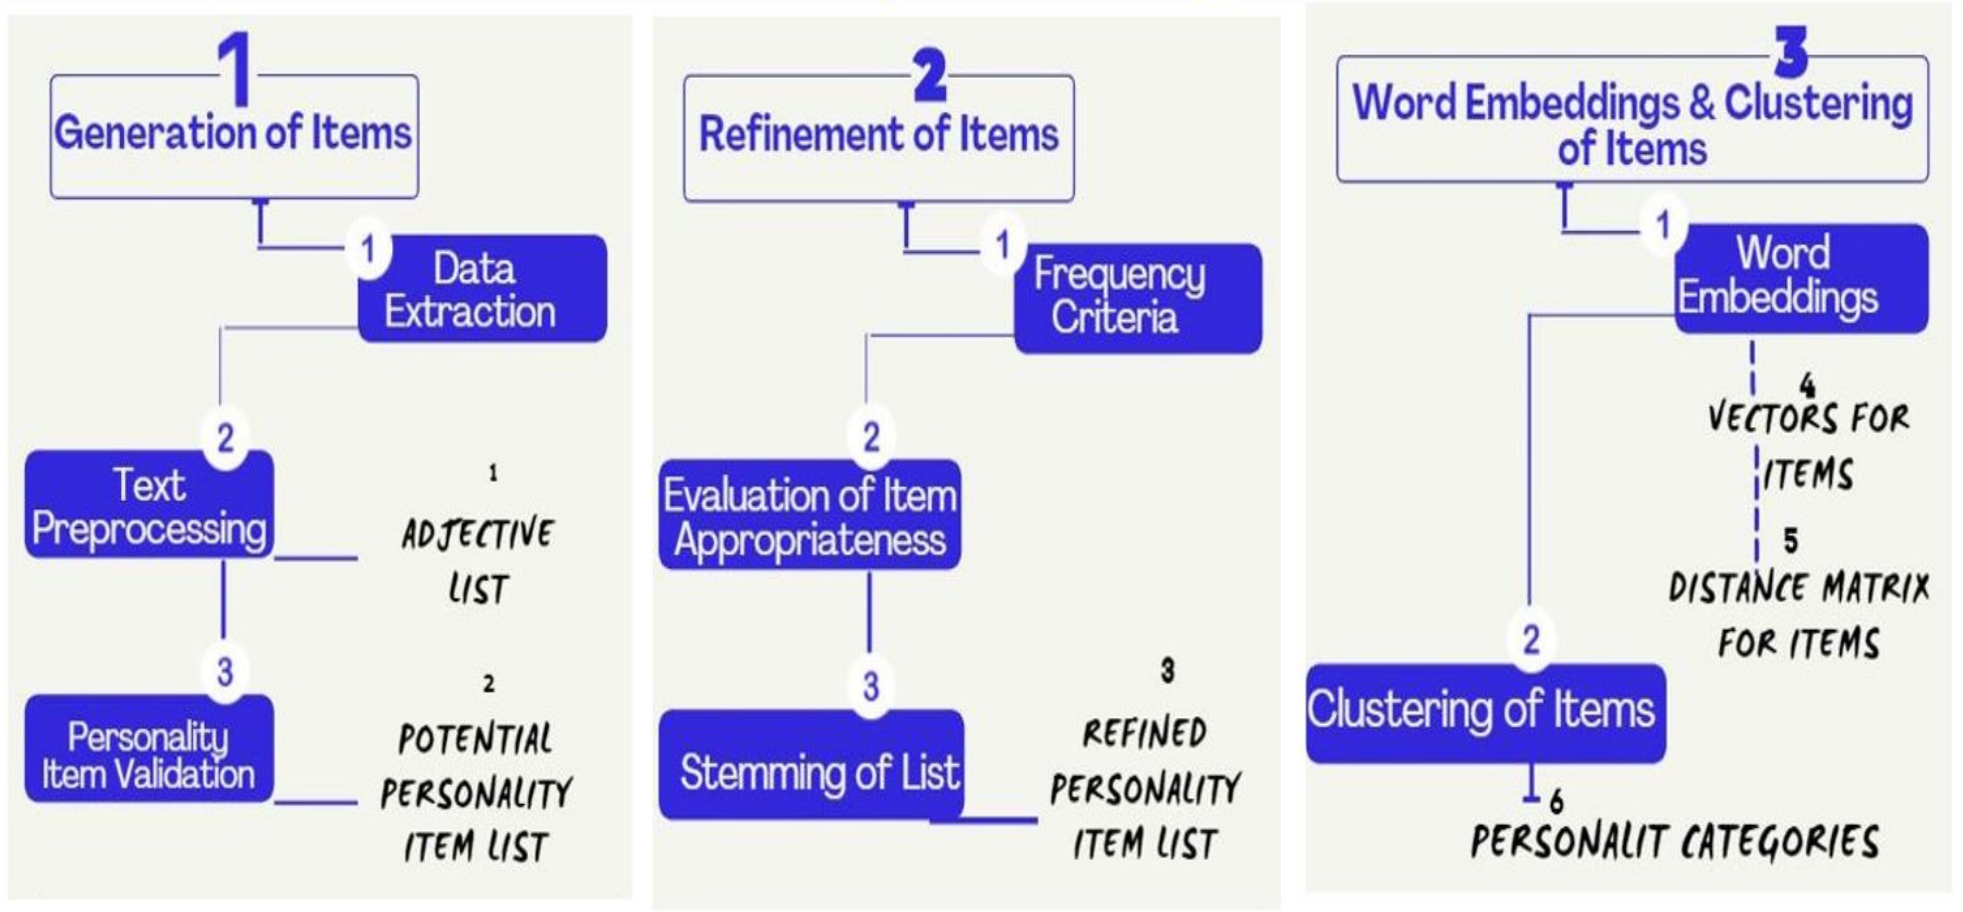 1
Generation of Items
1
Data
Extraction
2
Text
Preprocessing
1
ADJECTIVE
LIST
3
Personality
Item Validation
2
POTENTIAL
PERSONALITY
ITEM LIST
2
Refinement of Items
1
Frequency
Criteria
2
Evaluation of Item
Appropriateness
3
Stemming of List
3
REFINED
PERSONALITY
ITEM LIST
3
Word Embeddings & Clustering
of Items
1
Word
Embeddings
4
VECTORS FOR
ITEMS
5
DISTANCE MATRIX
FOR ITEMS
2
Clustering of Items
6
PERSONALIT CATEGORIES